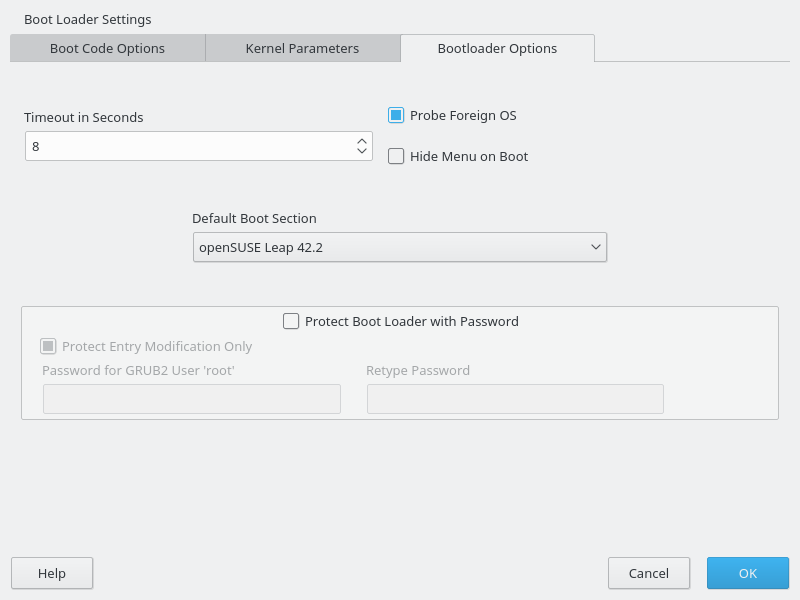 Boot Loader Settings
Boot Code Options
Kernel Parameters
Bootloader Options
Timeout in Seconds
Probe Foreign OS
8
Hide Menu on Boot
Default Boot Section
openSUSE Leap 42.2
Protect Boot Loader with Password
Protect Entry Modification Only
Password for GRUB2 User 'root'
Retype Password
Help
Cancel
OK